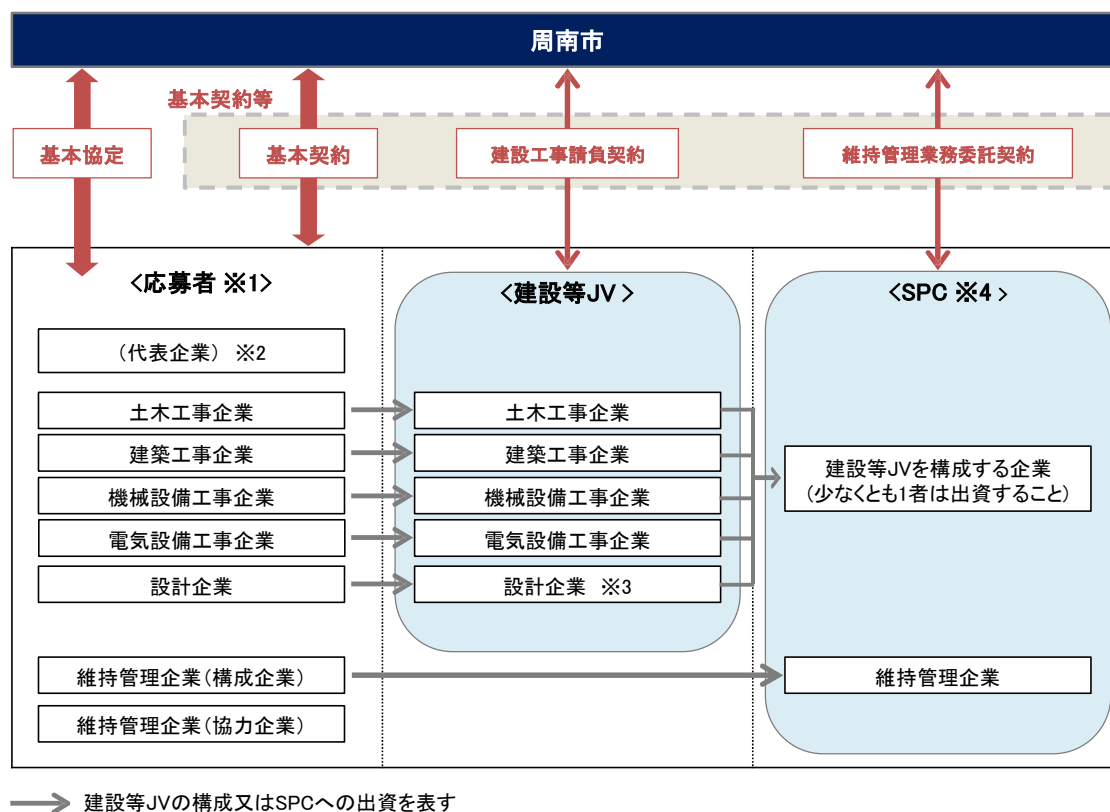 周南市
基本契約等
基本協定
基本契約
建設工事請負契約
維持管理業務委託契約
<応募者 ※1>
(代表企業) ※2
土木工事企業
建築工事企業
機械設備工事企業
電気設備工事企業
設計企業
維持管理企業(構成企業)
維持管理企業(協力企業)
<建設等JV>
土木工事企業
建築工事企業
機械設備工事企業
電気設備工事企業
設計企業 ※3
<SPC ※4>
建設等JVを構成する企業
(少なくとも1者は出資すること)
維持管理企業
建設等JVの構成又はSPCへの出資を表す